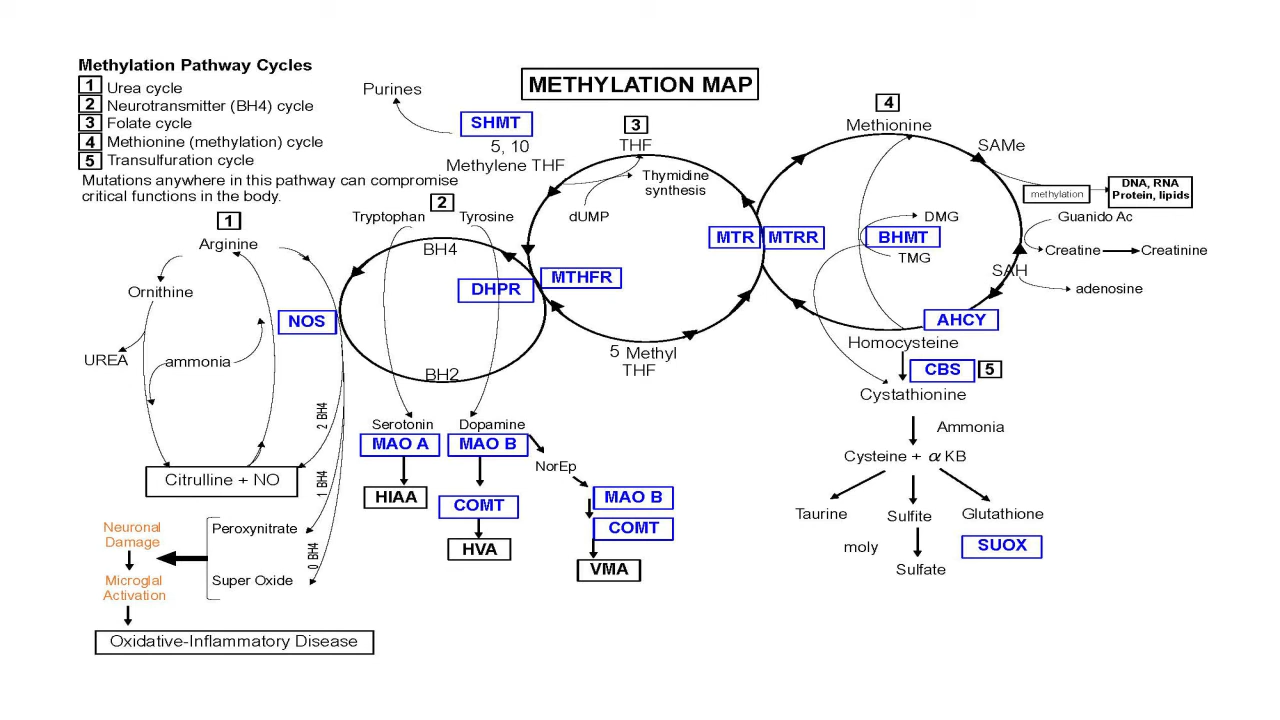 Methylation Pathway Cycles
1 Urea cycle
2 Neurotransmitter (BH4) cycle
3 Folate cycle
4 Methionine (methylation) cycle
5 Transulfuration cycle
Mutations anywhere in this pathway can compromise
critical functions in the body.
METHYLATION MAP
Purines
SHMT
5, 10
Methylene THF
3
THF
Thymidine
synthesis
dUMP
4
Methionine
SAMe
methylation
DNA, RNA
Protein, lipids
Guanido Ac
Creatine
Creatinine
SAH
adenosine
DMG
BHMT
TMG
MTR
MTRR
AHCY
Homocysteine
CBS
5
Cystathionine
Ammonia
Cysteine + α KB
Taurine
Sulfite
Glutathione
moly
SUOX
Sulfate
1
Arginine
Ornithine
UREA
ammonia
NOS
Citrulline + NO
2 BH4
1 BH4
0 BH4
Peroxynitrate
Super Oxide
Neuronal
Damage
Microglal
Activation
Oxidative-Inflammatory Disease
2
Tryptophan
Tyrosine
BH4
DHPR
MTHFR
BH2
5 Methyl
THF
Serotonin
Dopamine
MAO A
MAO B
NorEp
HIAA
COMT
HVA
MAO B
COMT
VMA